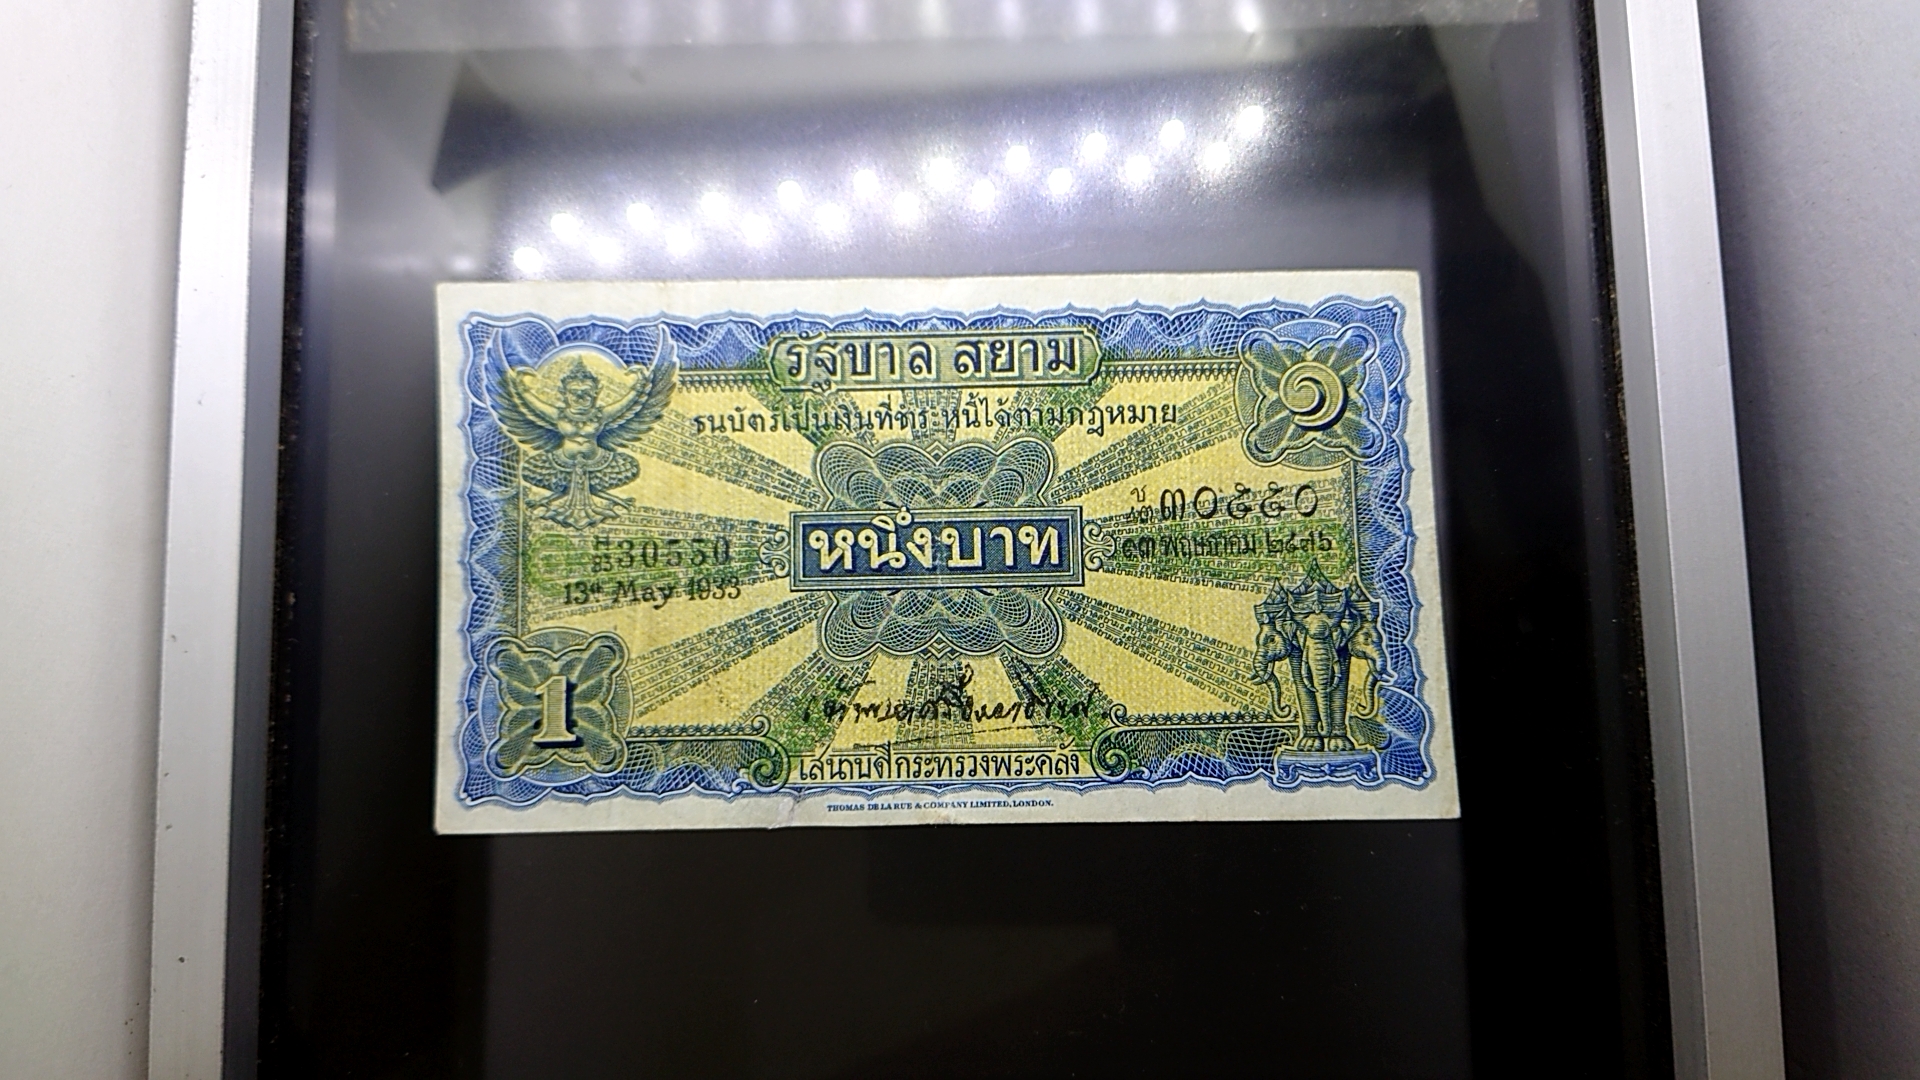 รัฐบาล สยาม
๑
ธนบัตร์เป็นเงินที่ชำระหนี้ได้ตามกฎหมาย
๓๐๕๕๐
๑๓ พฤษภาคม ๒๔๗๖
หนึ่งบาท
30550
13th May 1933
1
เสนาบดีกระทรวงพระคลัง
THOMAS DE LA RUE & COMPANY LIMITED, LONDON.